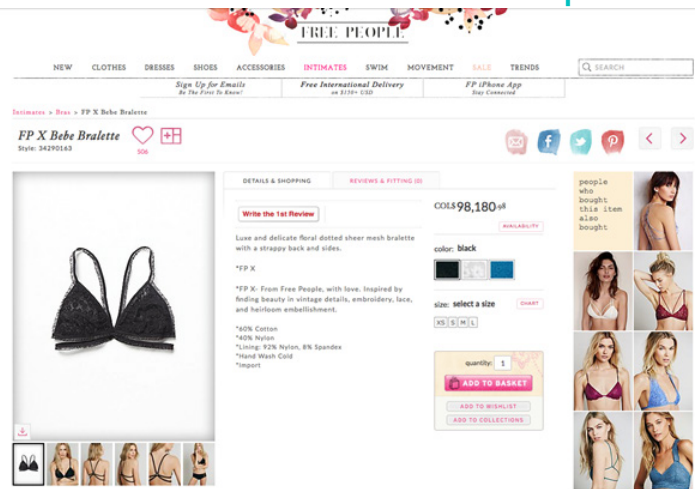 FREE PEOPLE
NEW CLOTHES DRESSES SHOES ACCESSORIES INTIMATES SWIM MOVEMENT SALE TRENDS SEARCH
Sign Up for Emails
Be The First To Know!
Free International Delivery
on $150+ USD
FP iPhone App
Stay Connected
Intimates > Bras > FP X Bebe Bralette
FP X Bebe Bralette
Style: 34290163
506
DETAILS & SHOPPING
REVIEWS & FITTING (0)
Write the 1st Review
Luxe and delicate floral dotted sheer mesh bralette
with a strappy back and sides.
*FP X
*FP X- From Free People, with love. Inspired by
finding beauty in vintage details, embroidery, lace,
and heirloom embellishment.
*60% Cotton
*40% Nylon
*Lining: 92% Nylon, 8% Spandex
*Hand Wash Cold
*Import
COL$98,180.98
AVAILABILITY
color: black
size: select a size
CHART
XS S M L
quantity: 1
ADD TO BASKET
ADD TO WISHLIST
ADD TO COLLECTIONS
people
who
bought
this item
also
bought